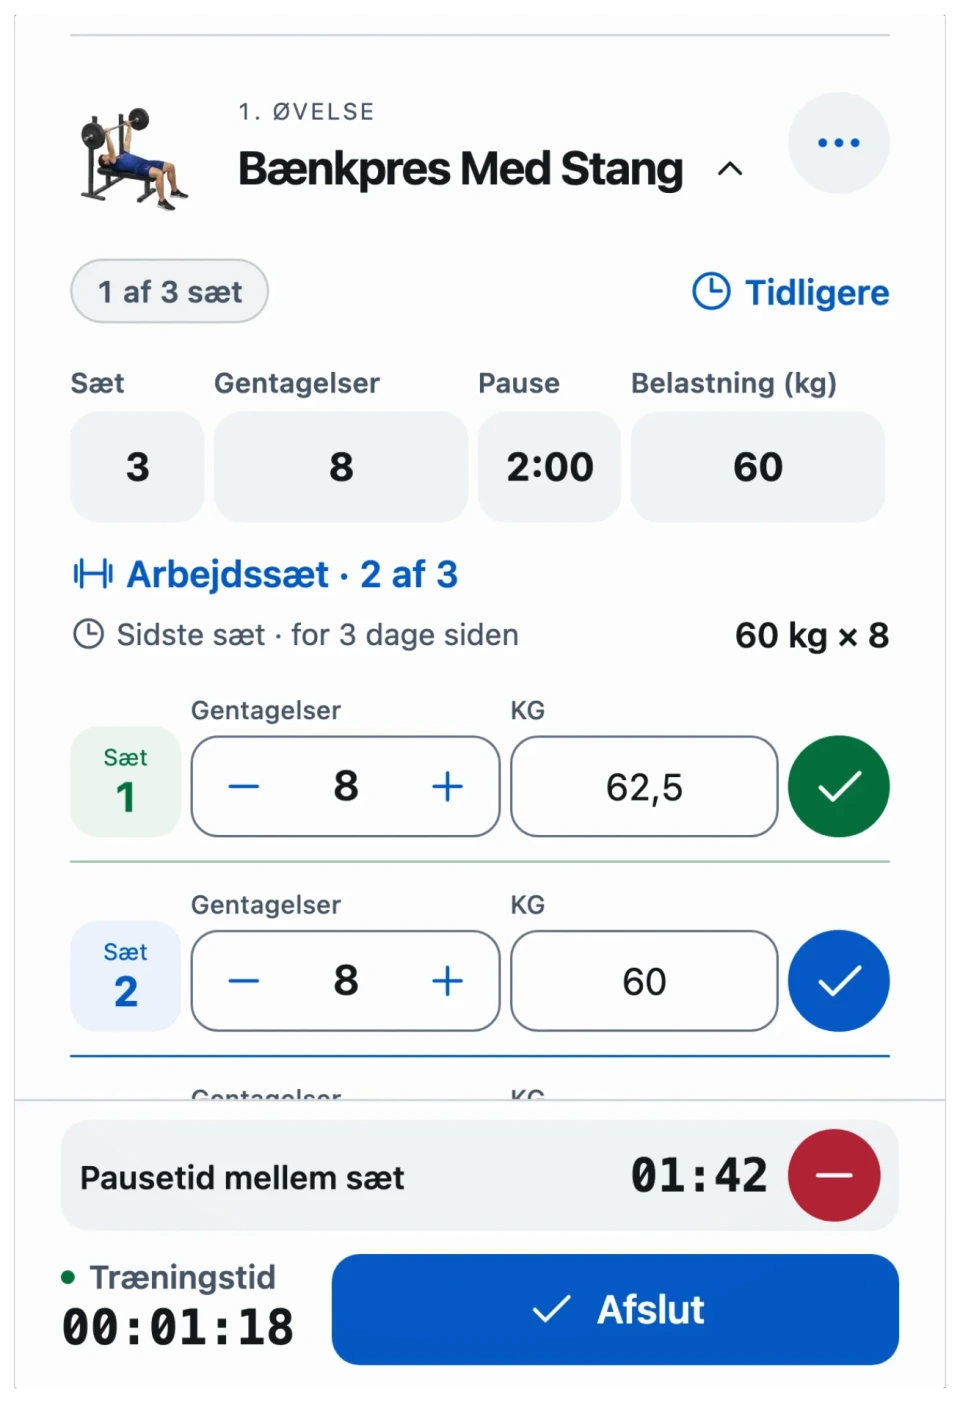 1. ØVELSE
Bænkpres Med Stang
1 af 3 sæt
Tidligere
Sæt Gentagelser Pause Belastning (kg)
3 8 2:00 60
Arbejdssæt · 2 af 3
Sidste sæt · for 3 dage siden 60 kg × 8
Gentagelser KG
Sæt
1 8 62,5
Gentagelser KG
Sæt
2 8 60
Gentagelser KG
Pausetid mellem sæt 01:42
Træningstid
00:01:18
Afslut